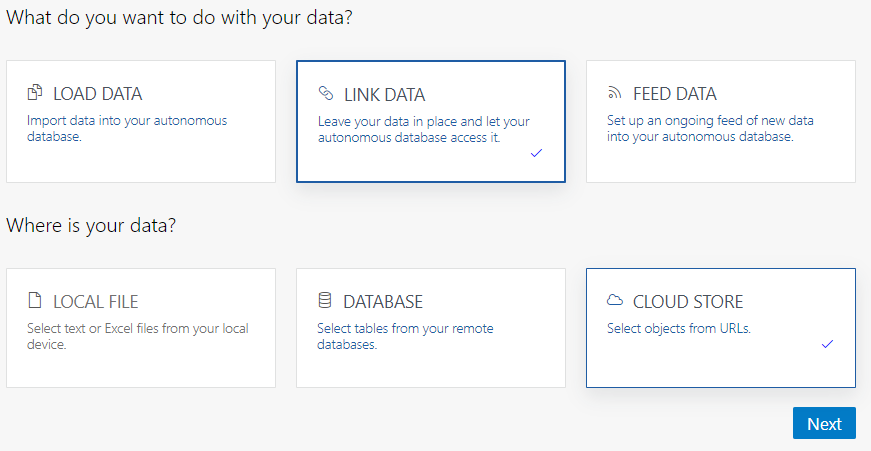 What do you want to do with your data?
LOAD DATA
Import data into your autonomous
database.
LINK DATA
Leave your data in place and let your
autonomous database access it.
FEED DATA
Set up an ongoing feed of new data
into your autonomous database.
Where is your data?
LOCAL FILE
Select text or Excel files from your local
device.
DATABASE
Select tables from your remote
databases.
CLOUD STORE
Select objects from URLs.
Next